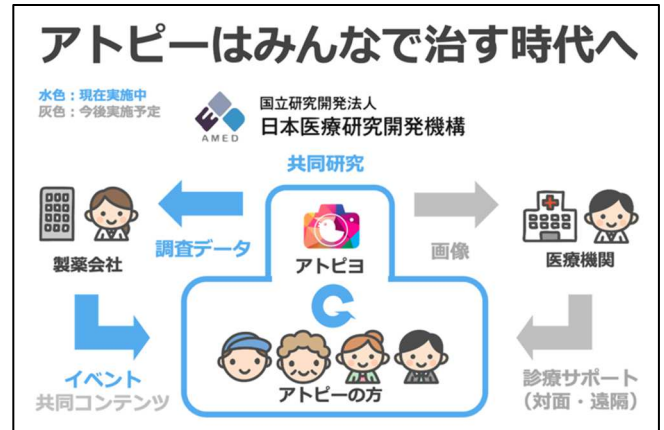 アトピーはみんなで治す時代へ
水色：現在実施中
灰色：今後実施予定
AMED
国立研究開発法人
日本医療研究開発機構
共同研究
調査データ
アトピヨ
画像
製薬会社
医療機関
イベント
共同コンテンツ
アトピーの方
診療サポート
（対面・遠隔）